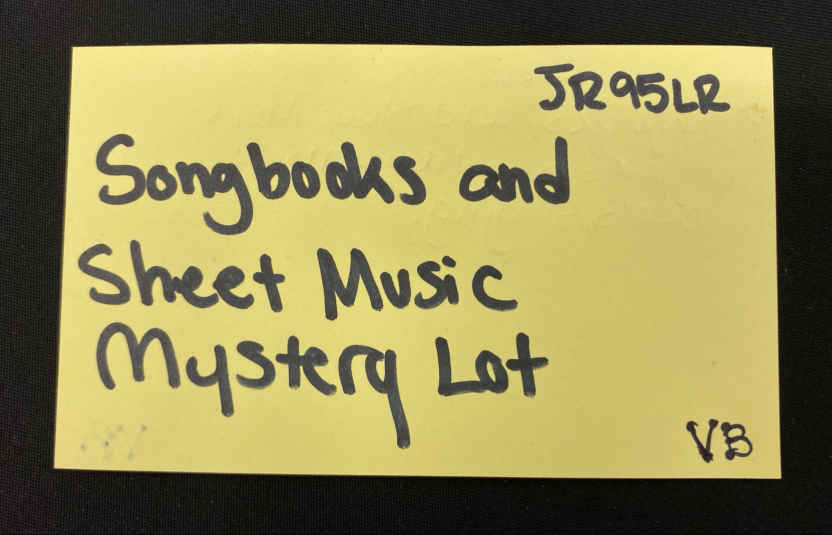 JR95LR
Songbooks and
Sheet Music
Mystery Lot
VB